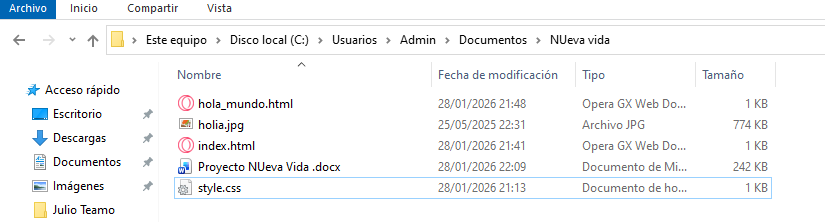 Archivo Inicio Compartir Vista
Este equipo > Disco local (C:) > Usuarios > Admin > Documentos > NUeva vida
Nombre Fecha de modificación Tipo Tamaño
Acceso rápido
Escritorio
Descargas
Documentos
Imágenes
Julio Teamo
hola_mundo.html 28/01/2026 21:48 Opera GX Web Do... 1 KB
holia.jpg 25/05/2025 22:31 Archivo JPG 774 KB
index.html 28/01/2026 21:41 Opera GX Web Do... 1 KB
Proyecto NUeva Vida .docx 28/01/2026 22:09 Documento de Mi... 242 KB
style.css 28/01/2026 21:13 Documento de ho... 1 KB